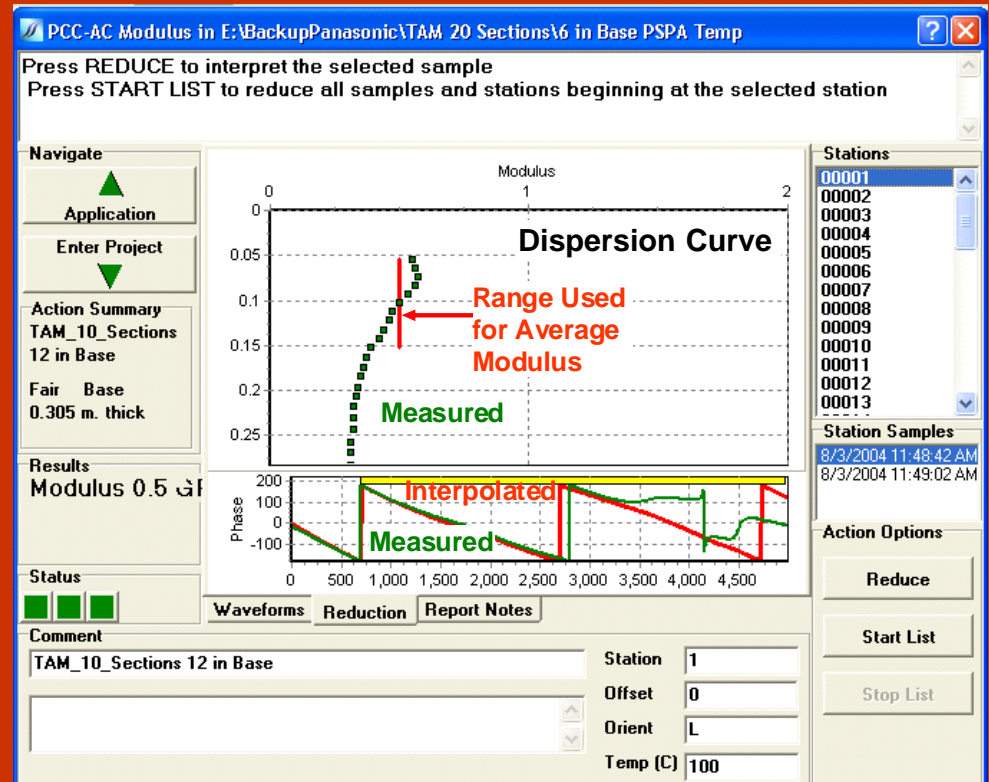 PCC-AC Modulus in E:\BackupPanasonic\TAM 20 Sections\6 in Base PSPA Temp
Press REDUCE to interpret the selected sample
Press START LIST to reduce all samples and stations beginning at the selected station
Navigate
Application
Enter Project
Action Summary
TAM_10_Sections
12 in Base
Fair Base
0.305 m. thick
Results
Modulus 0.5
Status
Modulus
0 1 2
0
0.05
0.1
0.15
0.2
0.25
Dispersion Curve
Range Used
for Average
Modulus
Measured
Phase
200
100
0
-100
Interpolated
Measured
0 500 1,000 1,500 2,000 2,500 3,000 3,500 4,000 4,500
Waveforms Reduction Report Notes
Stations
00001
00002
00003
00004
00005
00006
00007
00008
00009
00010
00011
00012
00013
Station Samples
8/3/2004 11:48:42 AM
8/3/2004 11:49:02 AM
Action Options
Reduce
Start List
Stop List
Comment
TAM_10_Sections 12 in Base
Station 1
Offset 0
Orient L
Temp (C) 100